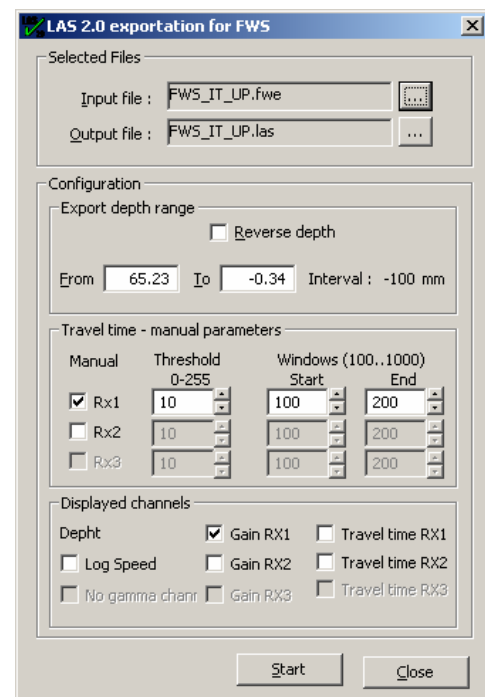 LAS 2.0 exportation for FWS
Selected Files
Input file : FWS_IT_UP.fwe ...
Output file : FWS_IT_UP.las ...
Configuration
Export depth range
Reverse depth
From 65.23 To -0.34 Interval : -100 mm
Travel time - manual parameters
Manual Threshold Windows (100..1000)
0-255 Start End
Rx1 10 100 200
Rx2 10 100 200
Rx3 10 100 200
Displayed channels
Depht Gain RX1 Travel time RX1
Log Speed Gain RX2 Travel time RX2
No gamma chanr Gain RX3 Travel time RX3
Start Close